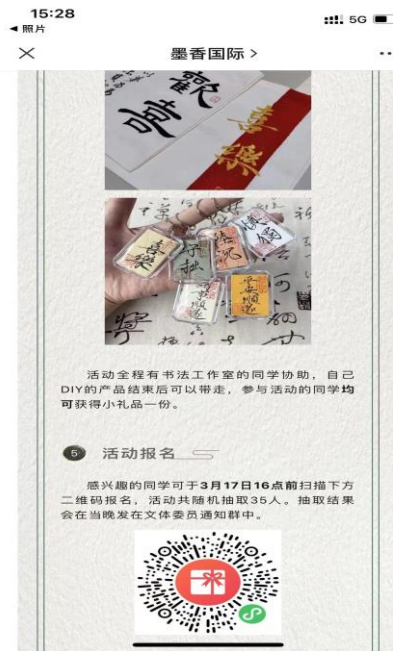 15:28
5G
◀ 照片
墨香国际 >
歡喜
喜樂
喜樂
活动全程有书法工作室的同学协助，自己
DIY的产品结束后可以带走，参与活动的同学均
可获得小礼品一份。
5 活动报名
感兴趣的同学可于3月17日16点前扫描下方
二维码报名，活动共随机抽取35人。抽取结果
会在当晚发在文体委员通知群中。